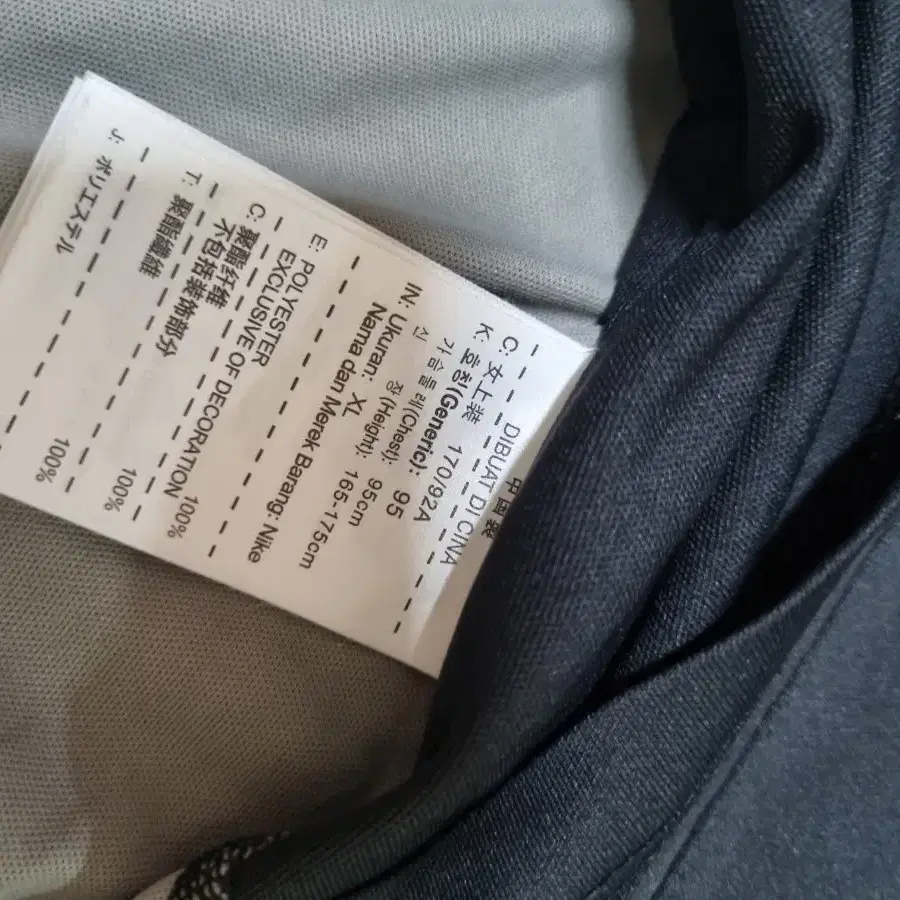 中国装
DIBUAT DI CINA
C: 女上装 170/92A
K: 호칭(Generic): 95
가슴둘레(Chest): 95cm
신 장(Height): 165-175cm
IN: Ukuran: XL
Nama dan Merek Barang: Nike
E: POLYESTER 100%
EXCLUSIVE OF DECORATION
C: 聚酯纤维 100%
不包括装饰部分
T: 聚酯纖維 100%
J: ポリエステル